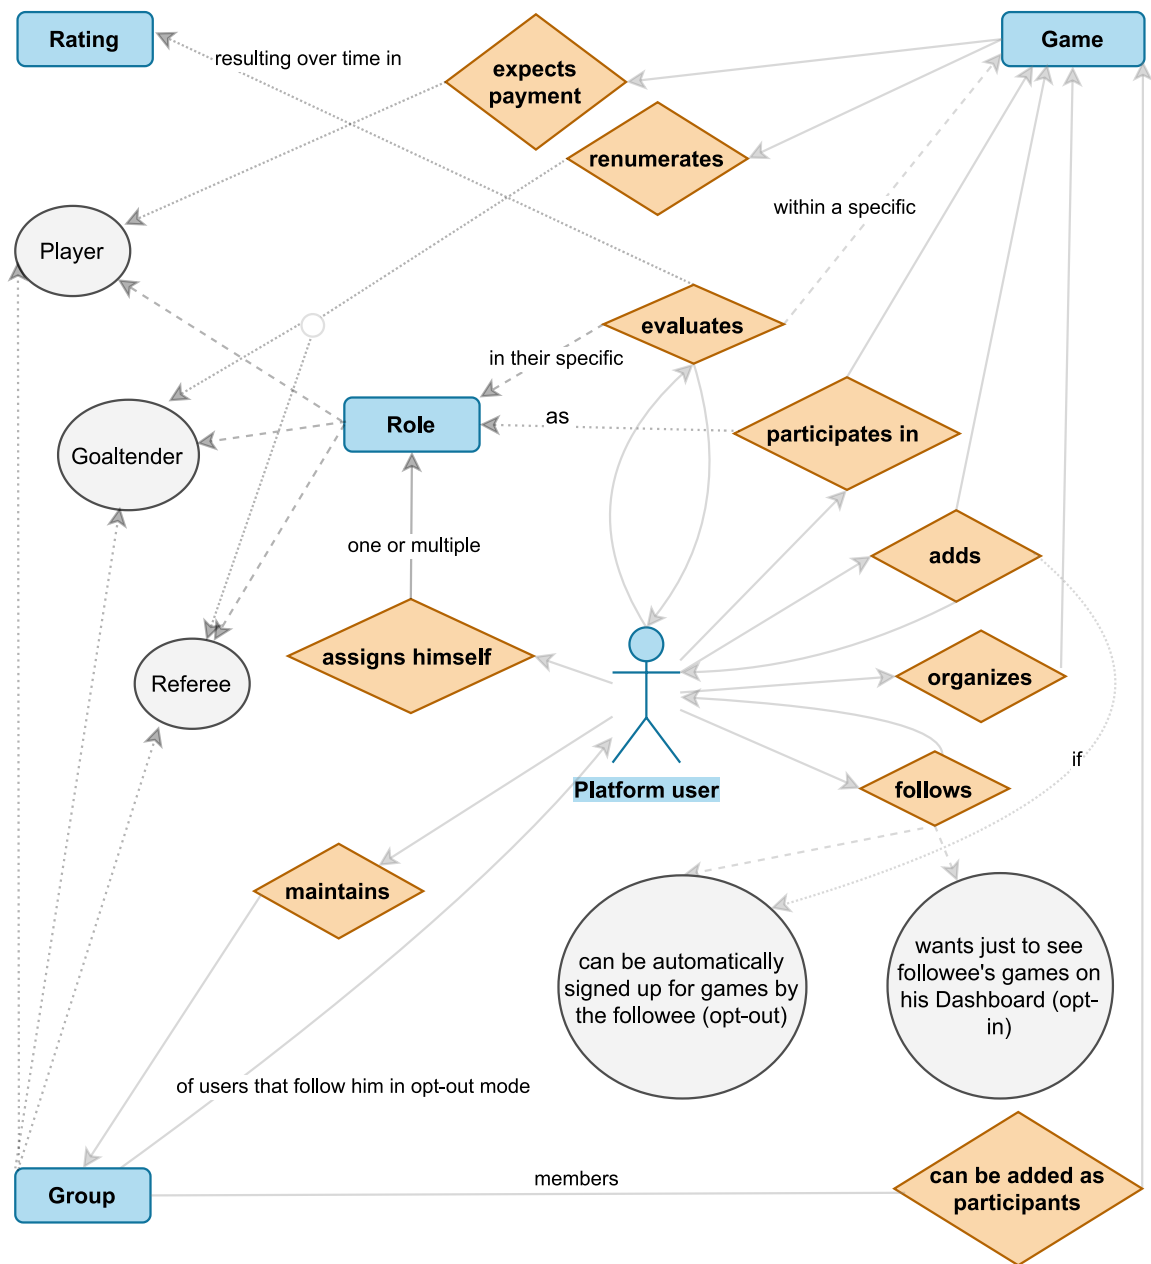 Rating
Game
resulting over time in
expects
payment
renumerates
within a specific
Player
evaluates
in their specific
Role
as
participates in
Goaltender
one or multiple
adds
assigns himself
Referee
organizes
if
Platform user
follows
maintains
can be automatically
signed up for games by
the followee (opt-out)
wants just to see
followee's games on
his Dashboard (opt-
in)
of users that follow him in opt-out mode
members
can be added as
participants
Group